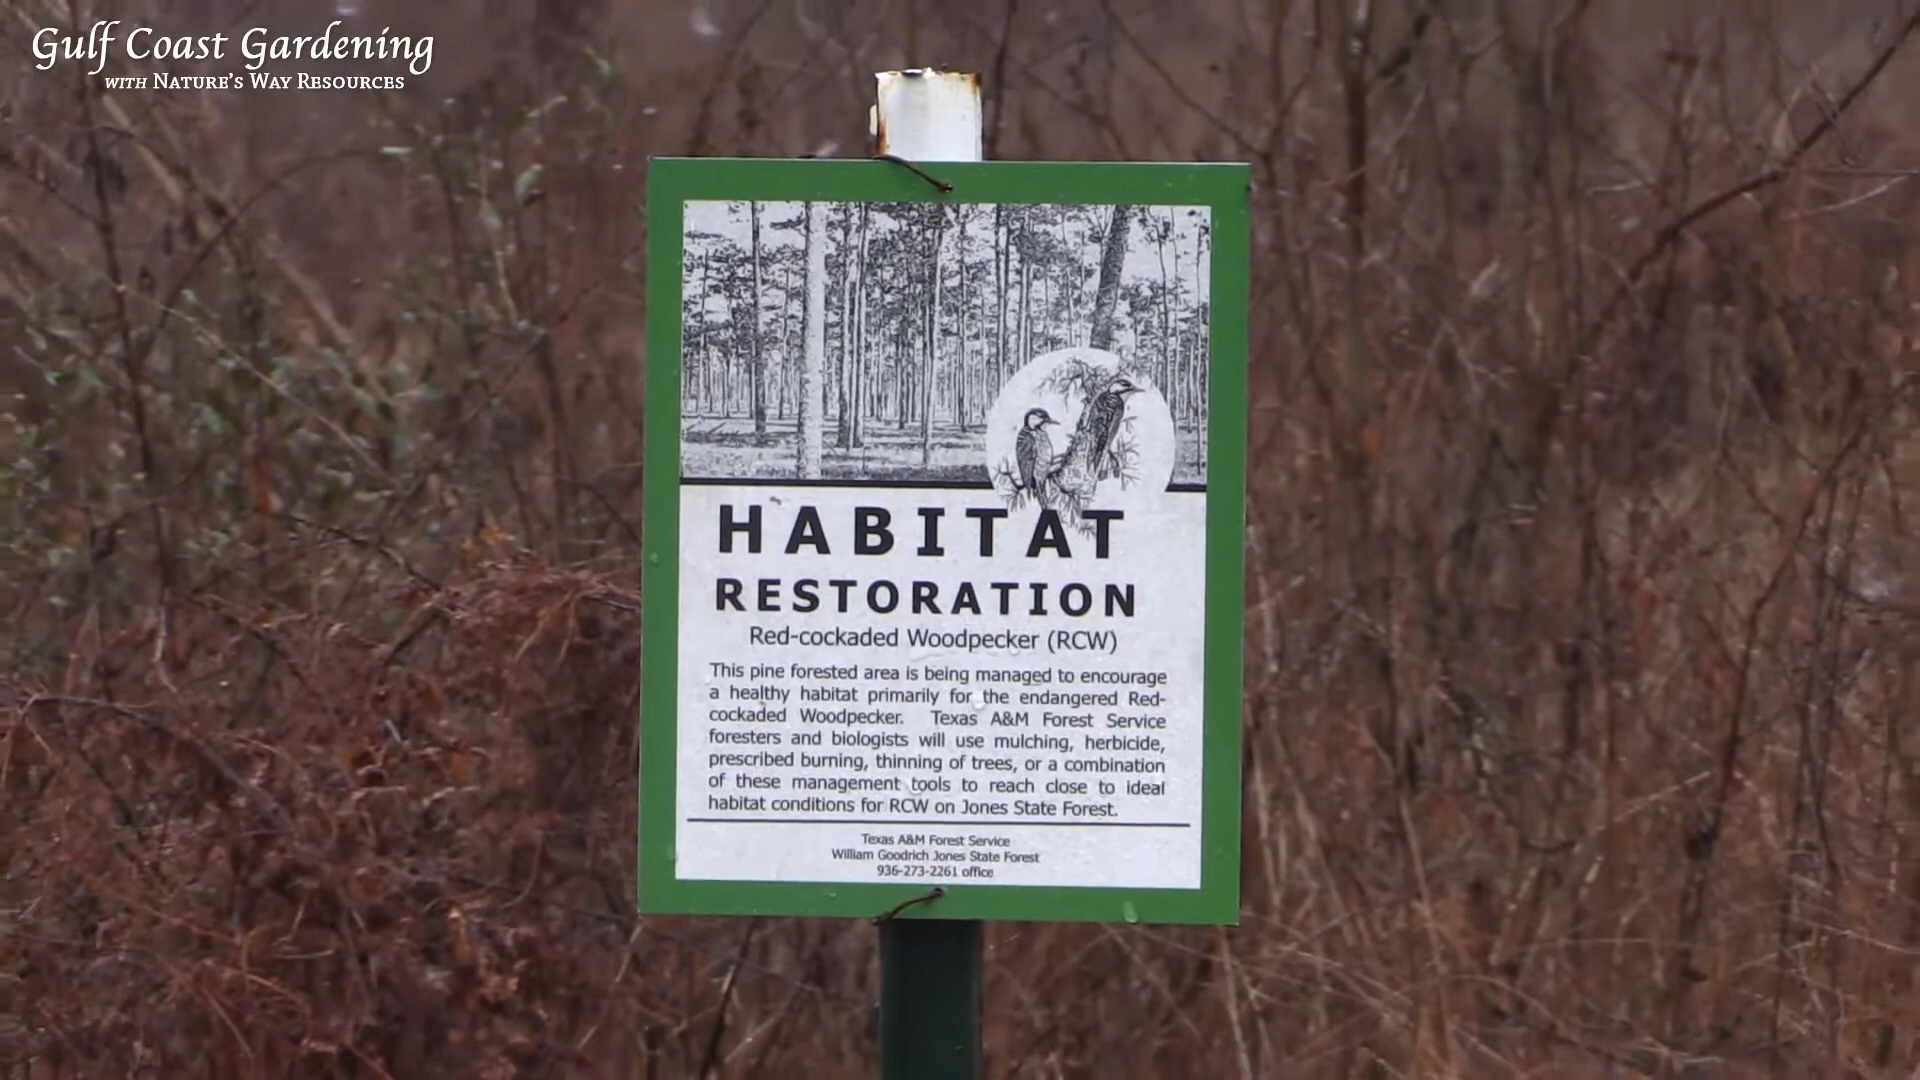 Gulf Coast Gardening
with Nature's Way Resources
HABITAT
RESTORATION
Red-cockaded Woodpecker (RCW)
This pine forested area is being managed to encourage
a healthy habitat primarily for the endangered Red-
cockaded Woodpecker. Texas A&M Forest Service
foresters and biologists will use mulching, herbicide,
prescribed burning, thinning of trees, or a combination
of these management tools to reach close to ideal
habitat conditions for RCW on Jones State Forest.
Texas A&M Forest Service
William Goodrich Jones State Forest
936-273-2261 office